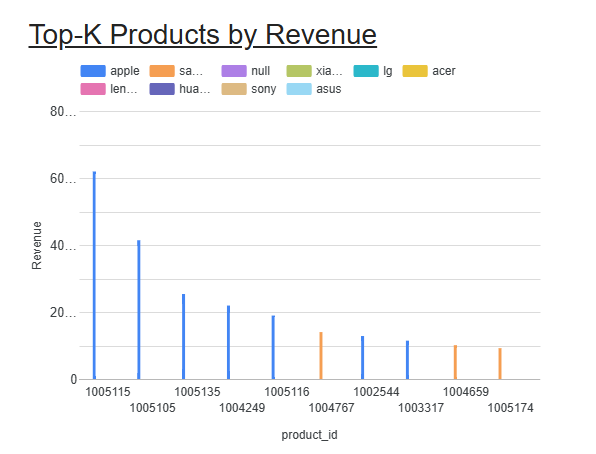 Top-K Products by Revenue
apple sa... null xia... lg acer
len... hua... sony asus
80...
60...
40...
20...
0
Revenue
1005115 1005135 1005116 1002544 1004659
1005105 1004249 1004767 1003317 1005174
product_id